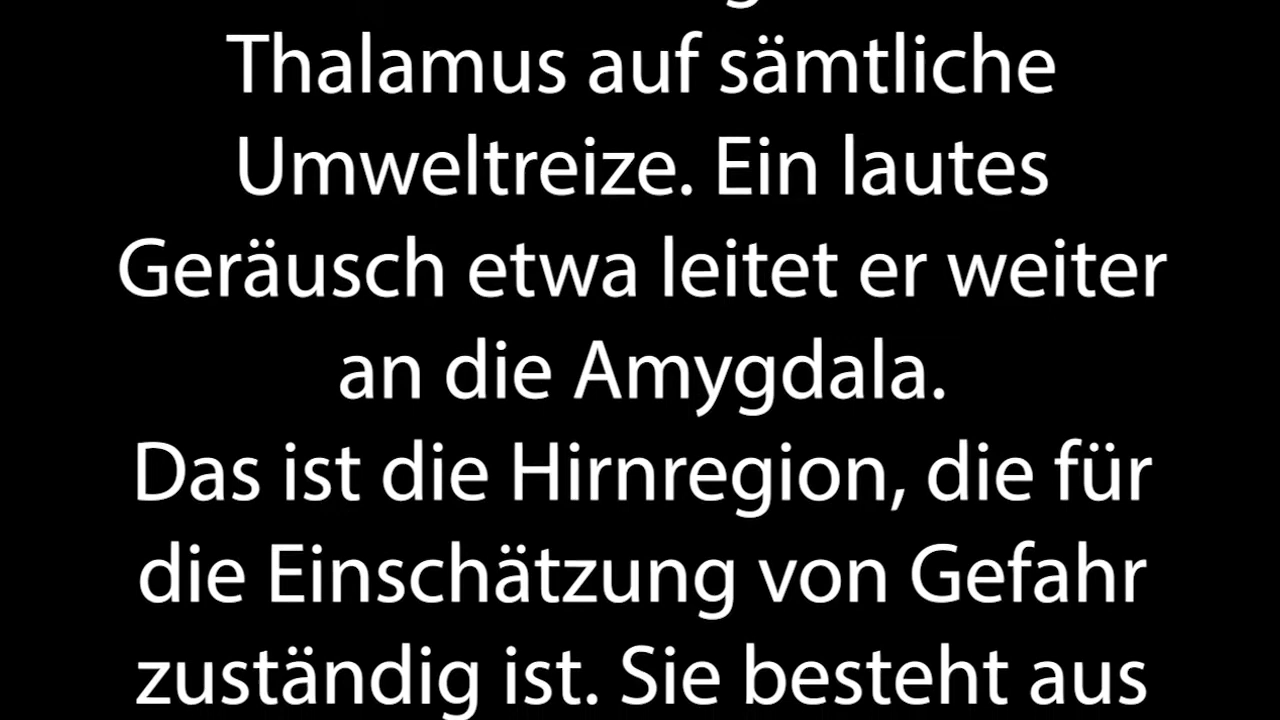 Thalamus auf sämtliche
Umweltreize. Ein lautes
Geräusch etwa leitet er weiter
an die Amygdala.
Das ist die Hirnregion, die für
die Einschätzung von Gefahr
zuständig ist. Sie besteht aus